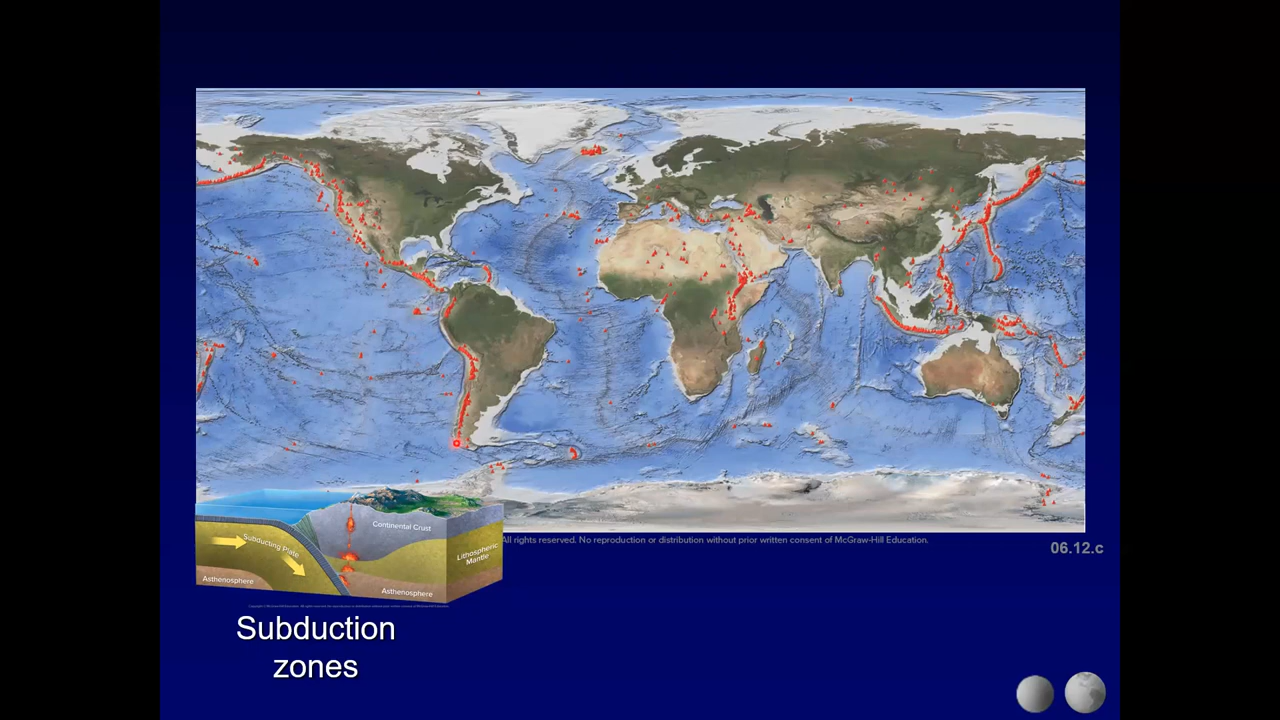 All rights reserved. No reproduction or distribution without prior written consent of McGraw-Hill Education.
06.12.c
Continental Crust
Subducting Plate
Lithospheric
Mantle
Asthenosphere
Asthenosphere
Subduction
zones